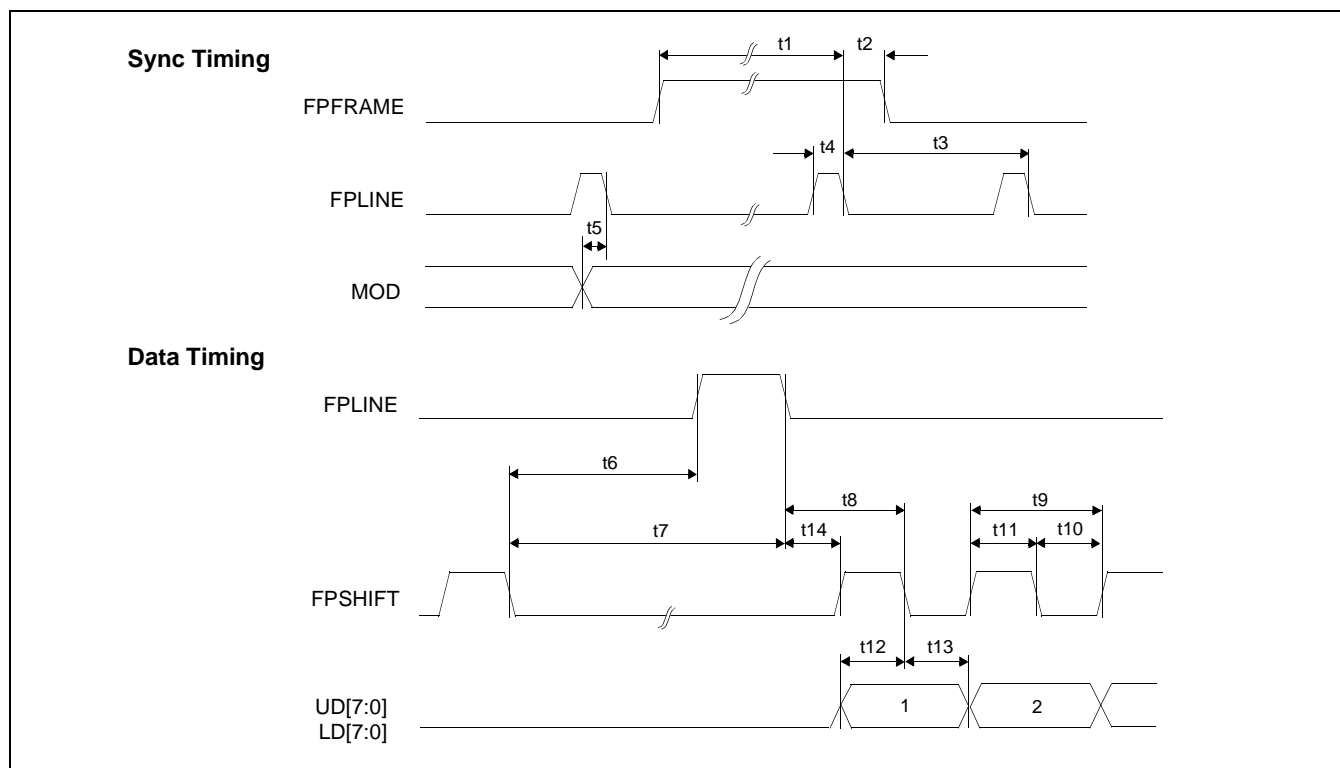 Sync Timing
t1
t2
FPFRAME
t4
t3
FPLINE
t5
MOD
Data Timing
FPLINE
t6
t8
t9
t7
t14
t11
t10
FPSHIFT
t12
t13
UD[7:0]
1
2
LD[7:0]